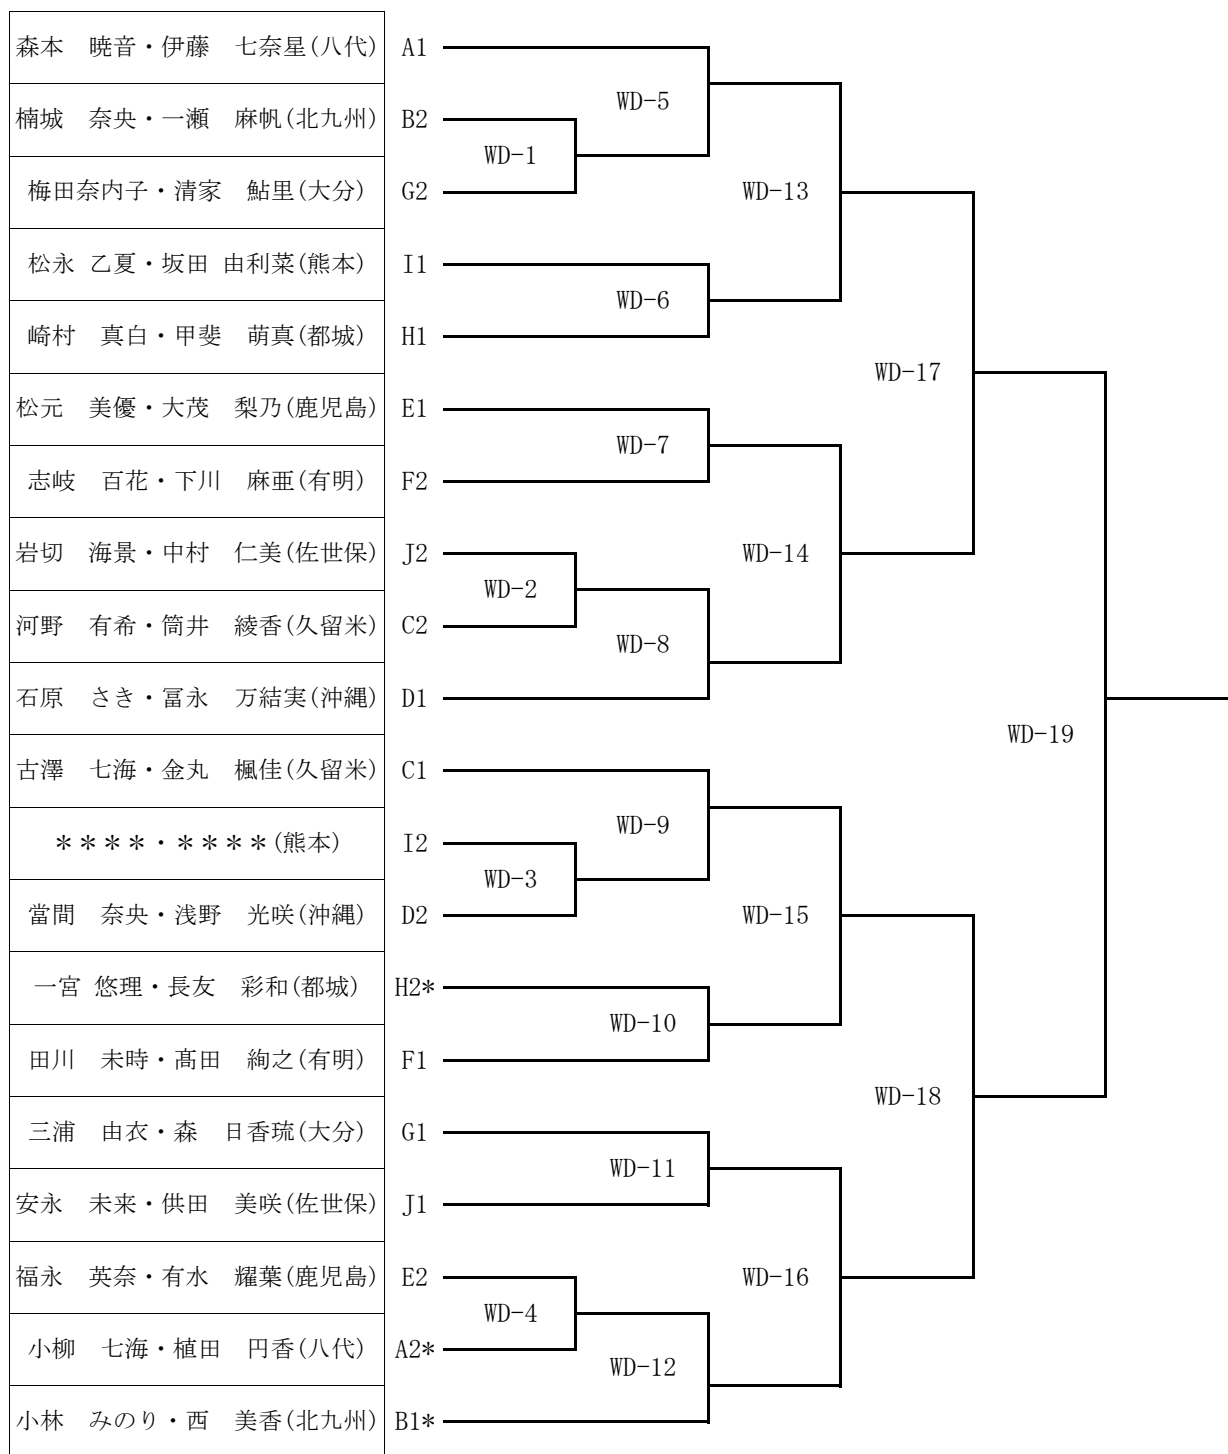 森本　暁音・伊藤　七奈星(八代) A1
WD-5
楠城　奈央・一瀬　麻帆(北九州) B2
WD-1
梅田奈内子・清家　鮎里(大分) G2
WD-13
松永 乙夏・坂田 由利菜(熊本) I1
WD-6
崎村　真白・甲斐　萌真(都城) H1
WD-17
松元　美優・大茂　梨乃(鹿児島) E1
WD-7
志岐　百花・下川　麻亜(有明) F2
岩切　海景・中村　仁美(佐世保) J2
WD-14
WD-2
河野　有希・筒井　綾香(久留米) C2
WD-8
石原　さき・冨永　万結実(沖縄) D1
WD-19
古澤　七海・金丸　楓佳(久留米) C1
WD-9
＊＊＊＊・＊＊＊＊(熊本) I2
WD-3
當間　奈央・浅野　光咲(沖縄) D2
WD-15
一宮 悠理・長友　彩和(都城) H2*
WD-10
田川　未時・髙田　絢之(有明) F1
WD-18
三浦　由衣・森　日香琉(大分) G1
WD-11
安永　未来・供田　美咲(佐世保) J1
福永　英奈・有水　耀葉(鹿児島) E2
WD-16
WD-4
小柳　七海・植田　円香(八代) A2*
WD-12
小林　みのり・西　美香(北九州) B1*